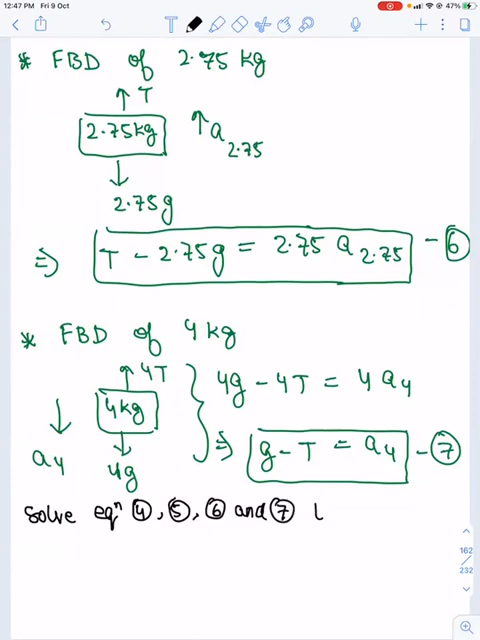 12:47 PM Fri 9 Oct
47%
* FBD of 2.75 kg
↑ T
2.75kg ↑ a 2.75
↓
2.75g
⇒ T - 2.75g = 2.75 a 2.75 - ⑥
* FBD of 4 kg
↑ 4T
4kg
↓ a4
↓ 4g
4g - 4T = 4 a4
⇒ g - T = a4 - ⑦
Solve eqn ④, ⑤, ⑥ and ⑦
162
/
232